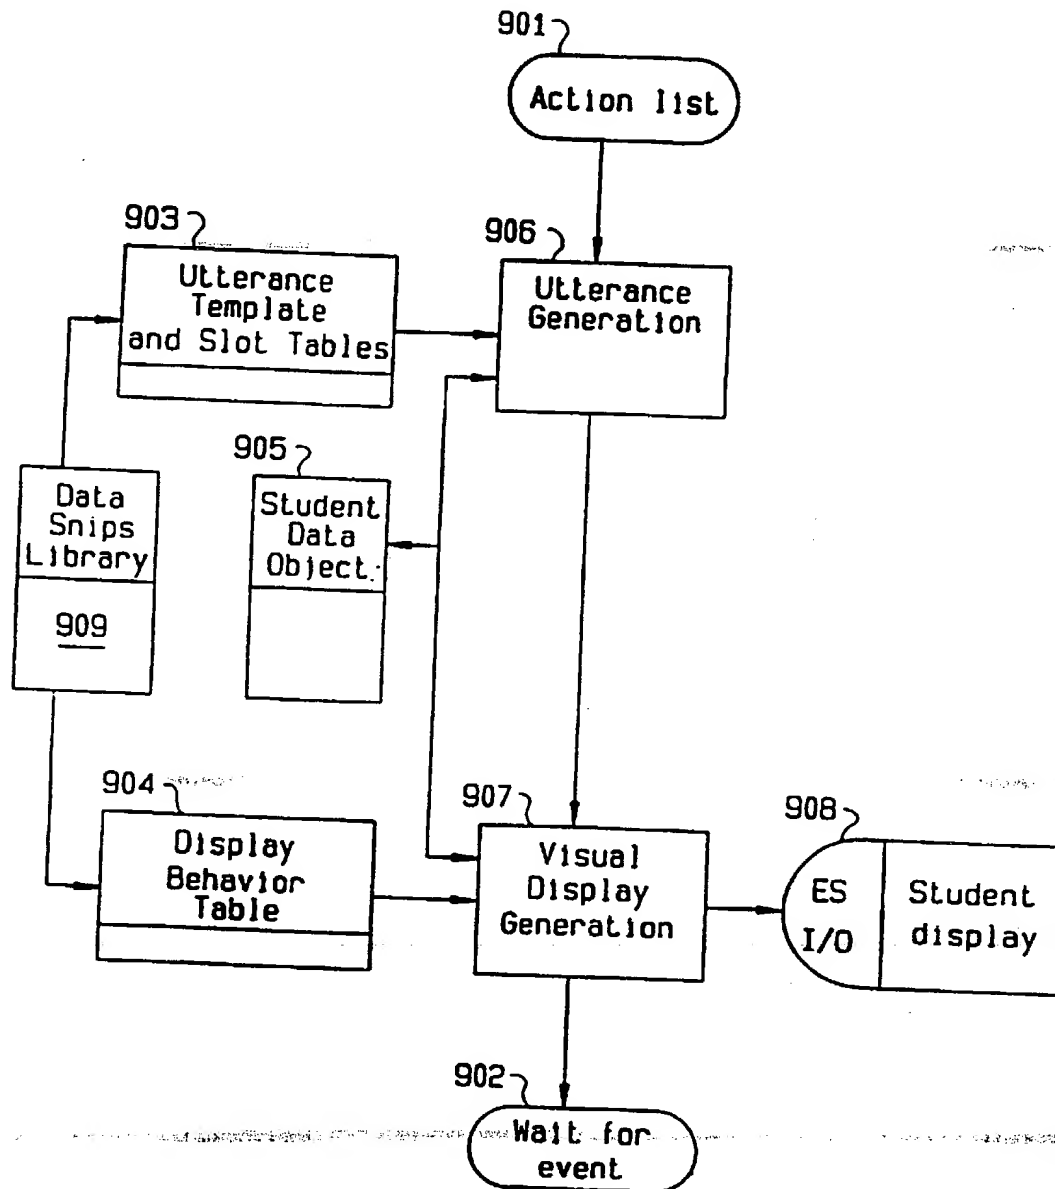 901
Action list
903
Utterance
Template
and Slot Tables
906
Utterance
Generation
905
Student
Data
Object
Data
Snips
Library
909
904
Display
Behavior
Table
907
Visual
Display
Generation
908
ES
I/O
Student
display
902
Wait for
event